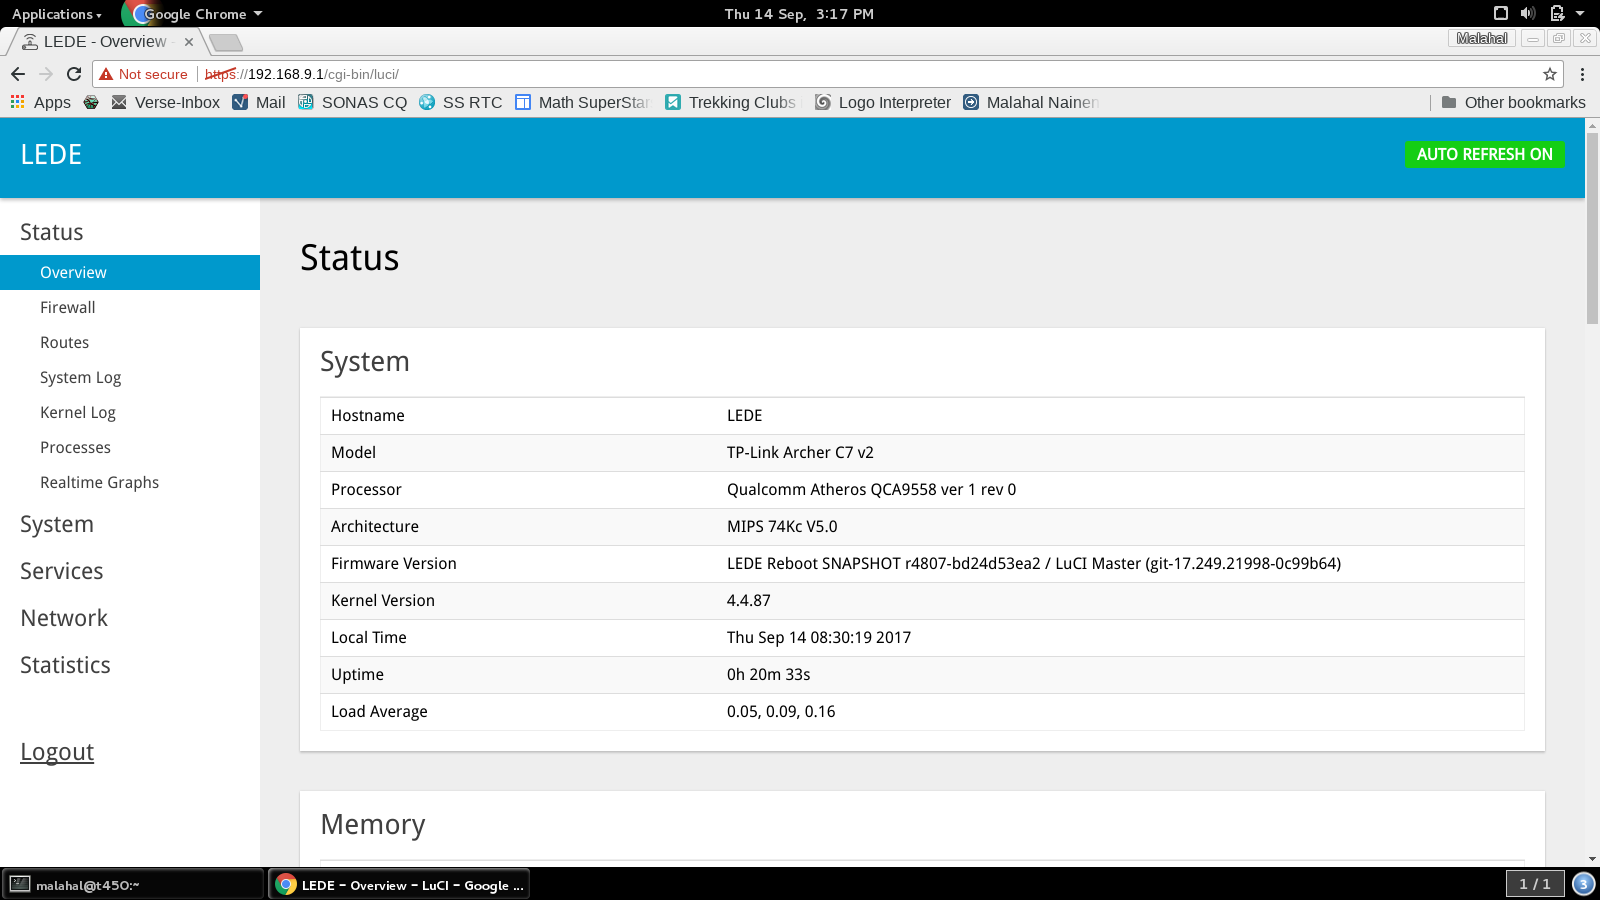 Applications Google Chrome Thu 14 Sep, 3:17 PM
LEDE - Overview Malahal
Not secure https://192.168.9.1/cgi-bin/luci/
Apps Verse-Inbox Mail SONAS CQ SS RTC Math SuperStar Trekking Clubs Logo Interpreter Malahal Nainen Other bookmarks
LEDE AUTO REFRESH ON
Status
Overview
Firewall
Routes
System Log
Kernel Log
Processes
Realtime Graphs
System
Services
Network
Statistics
Logout
Status
System
Hostname LEDE
Model TP-Link Archer C7 v2
Processor Qualcomm Atheros QCA9558 ver 1 rev 0
Architecture MIPS 74Kc V5.0
Firmware Version LEDE Reboot SNAPSHOT r4807-bd24d53ea2 / LuCI Master (git-17.249.21998-0c99b64)
Kernel Version 4.4.87
Local Time Thu Sep 14 08:30:19 2017
Uptime 0h 20m 33s
Load Average 0.05, 0.09, 0.16
Memory
malahal@t450:~ LEDE - Overview - LuCI - Google ... 1 / 1 3